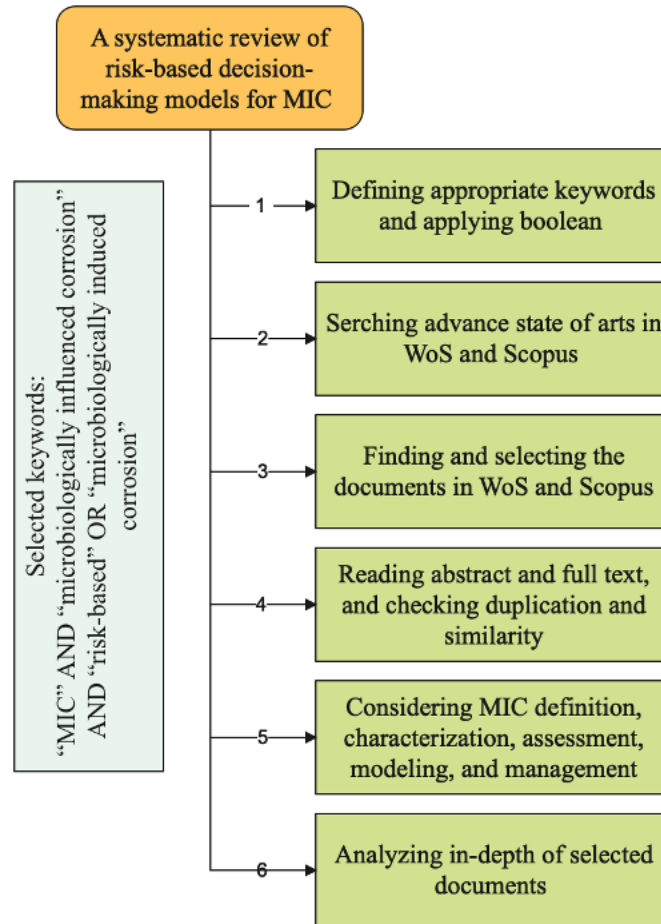 A systematic review of
risk-based decision-
making models for MIC
Selected keywords:
“MIC” AND “microbiologically influenced corrosion”
AND “risk-based” OR “microbiologically induced
corrosion”
1
Defining appropriate keywords
and applying boolean
2
Serching advance state of arts in
WoS and Scopus
3
Finding and selecting the
documents in WoS and Scopus
4
Reading abstract and full text,
and checking duplication and
similarity
5
Considering MIC definition,
characterization, assessment,
modeling, and management
6
Analyzing in-depth of selected
documents